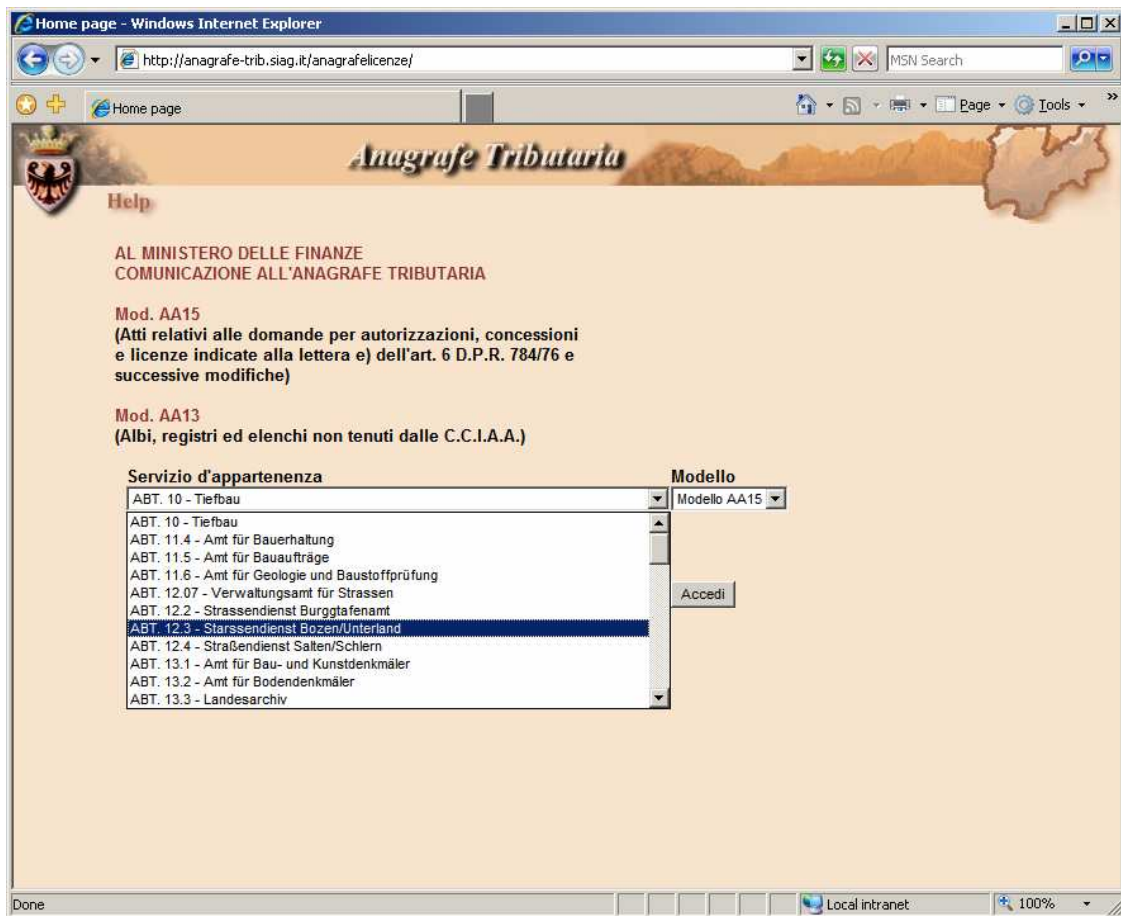 Home page - Windows Internet Explorer
http://anagrafe-trib.siag.it/anagrafelicenze/
MSN Search
Home page
Page
Tools
Anagrafe Tributaria
Help
AL MINISTERO DELLE FINANZE
COMUNICAZIONE ALL'ANAGRAFE TRIBUTARIA
Mod. AA15
(Atti relativi alle domande per autorizzazioni, concessioni
e licenze indicate alla lettera e) dell'art. 6 D.P.R. 784/76 e
successive modifiche)
Mod. AA13
(Albi, registri ed elenchi non tenuti dalle C.C.I.A.A.)
Servizio d'appartenenza
Modello
ABT. 10 - Tiefbau
Modello AA15
ABT. 10 - Tiefbau
ABT. 11.4 - Amt für Bauerhaltung
ABT. 11.5 - Amt für Bauaufträge
ABT. 11.6 - Amt für Geologie und Baustoffprüfung
ABT. 12.07 - Verwaltungsamt für Strassen
ABT. 12.2 - Strassendienst Burggtafenamt
ABT. 12.3 - Starssendienst Bozen/Unterland
ABT. 12.4 - Straßendienst Salten/Schlern
ABT. 13.1 - Amt für Bau- und Kunstdenkmäler
ABT. 13.2 - Amt für Bodendenkmäler
ABT. 13.3 - Landesarchiv
Accedi
Done
Local intranet
100%